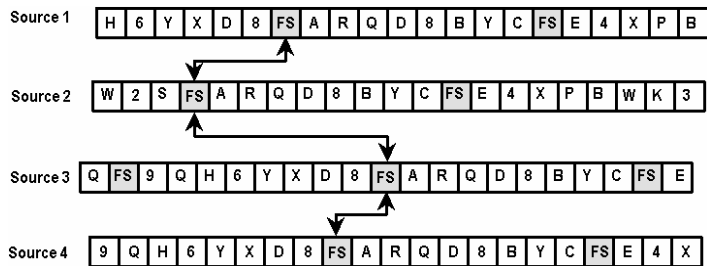 Source 1 H 6 Y X D 8 FS A R Q D 8 B Y C FS E 4 X P B
Source 2 W 2 S FS A R Q D 8 B Y C FS E 4 X P B W K 3
Source 3 Q FS 9 Q H 6 Y X D 8 FS A R Q D 8 B Y C FS E
Source 4 9 Q H 6 Y X D 8 FS A R Q D 8 B Y C FS E 4 X